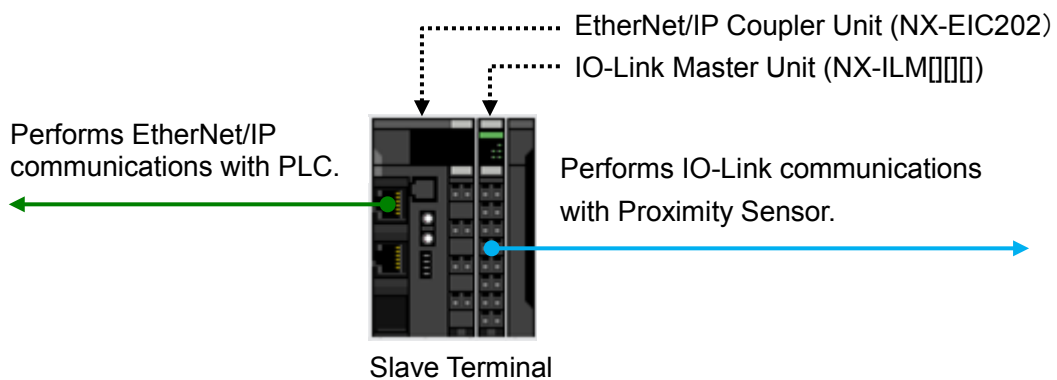 EtherNet/IP Coupler Unit (NX-EIC202）
IO-Link Master Unit (NX-ILM[][][])
Performs EtherNet/IP
communications with PLC.
Performs IO-Link communications
with Proximity Sensor.
Slave Terminal